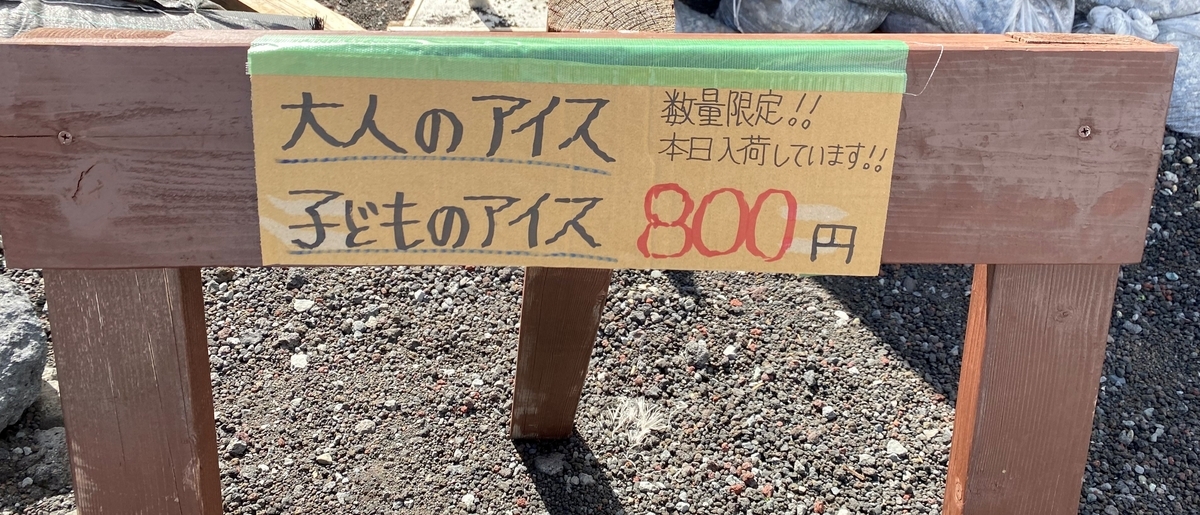 大人のアイス
子どものアイス
数量限定!!
本日入荷しています!!
800円